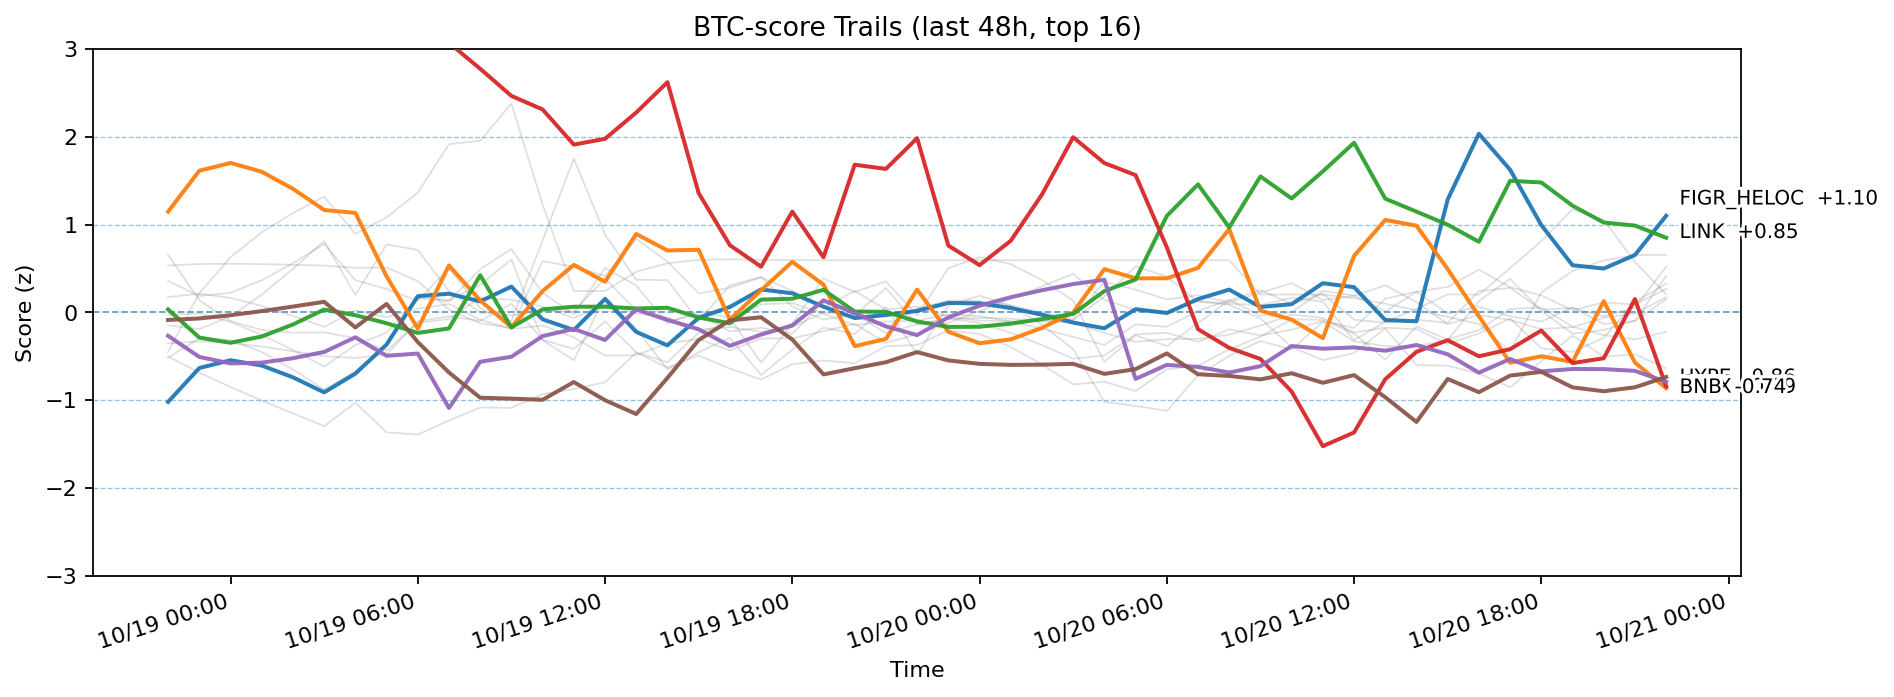 BTC-score Trails (last 48h, top 16)
Score (z)
3
2
1
0
−1
−2
−3
FIGR_HELOC +1.10
LINK +0.85
HYPE -0.86
BNB
10/19 00:00
10/19 06:00
10/19 12:00
10/19 18:00
10/20 00:00
10/20 06:00
10/20 12:00
10/20 18:00
10/21 00:00
Time